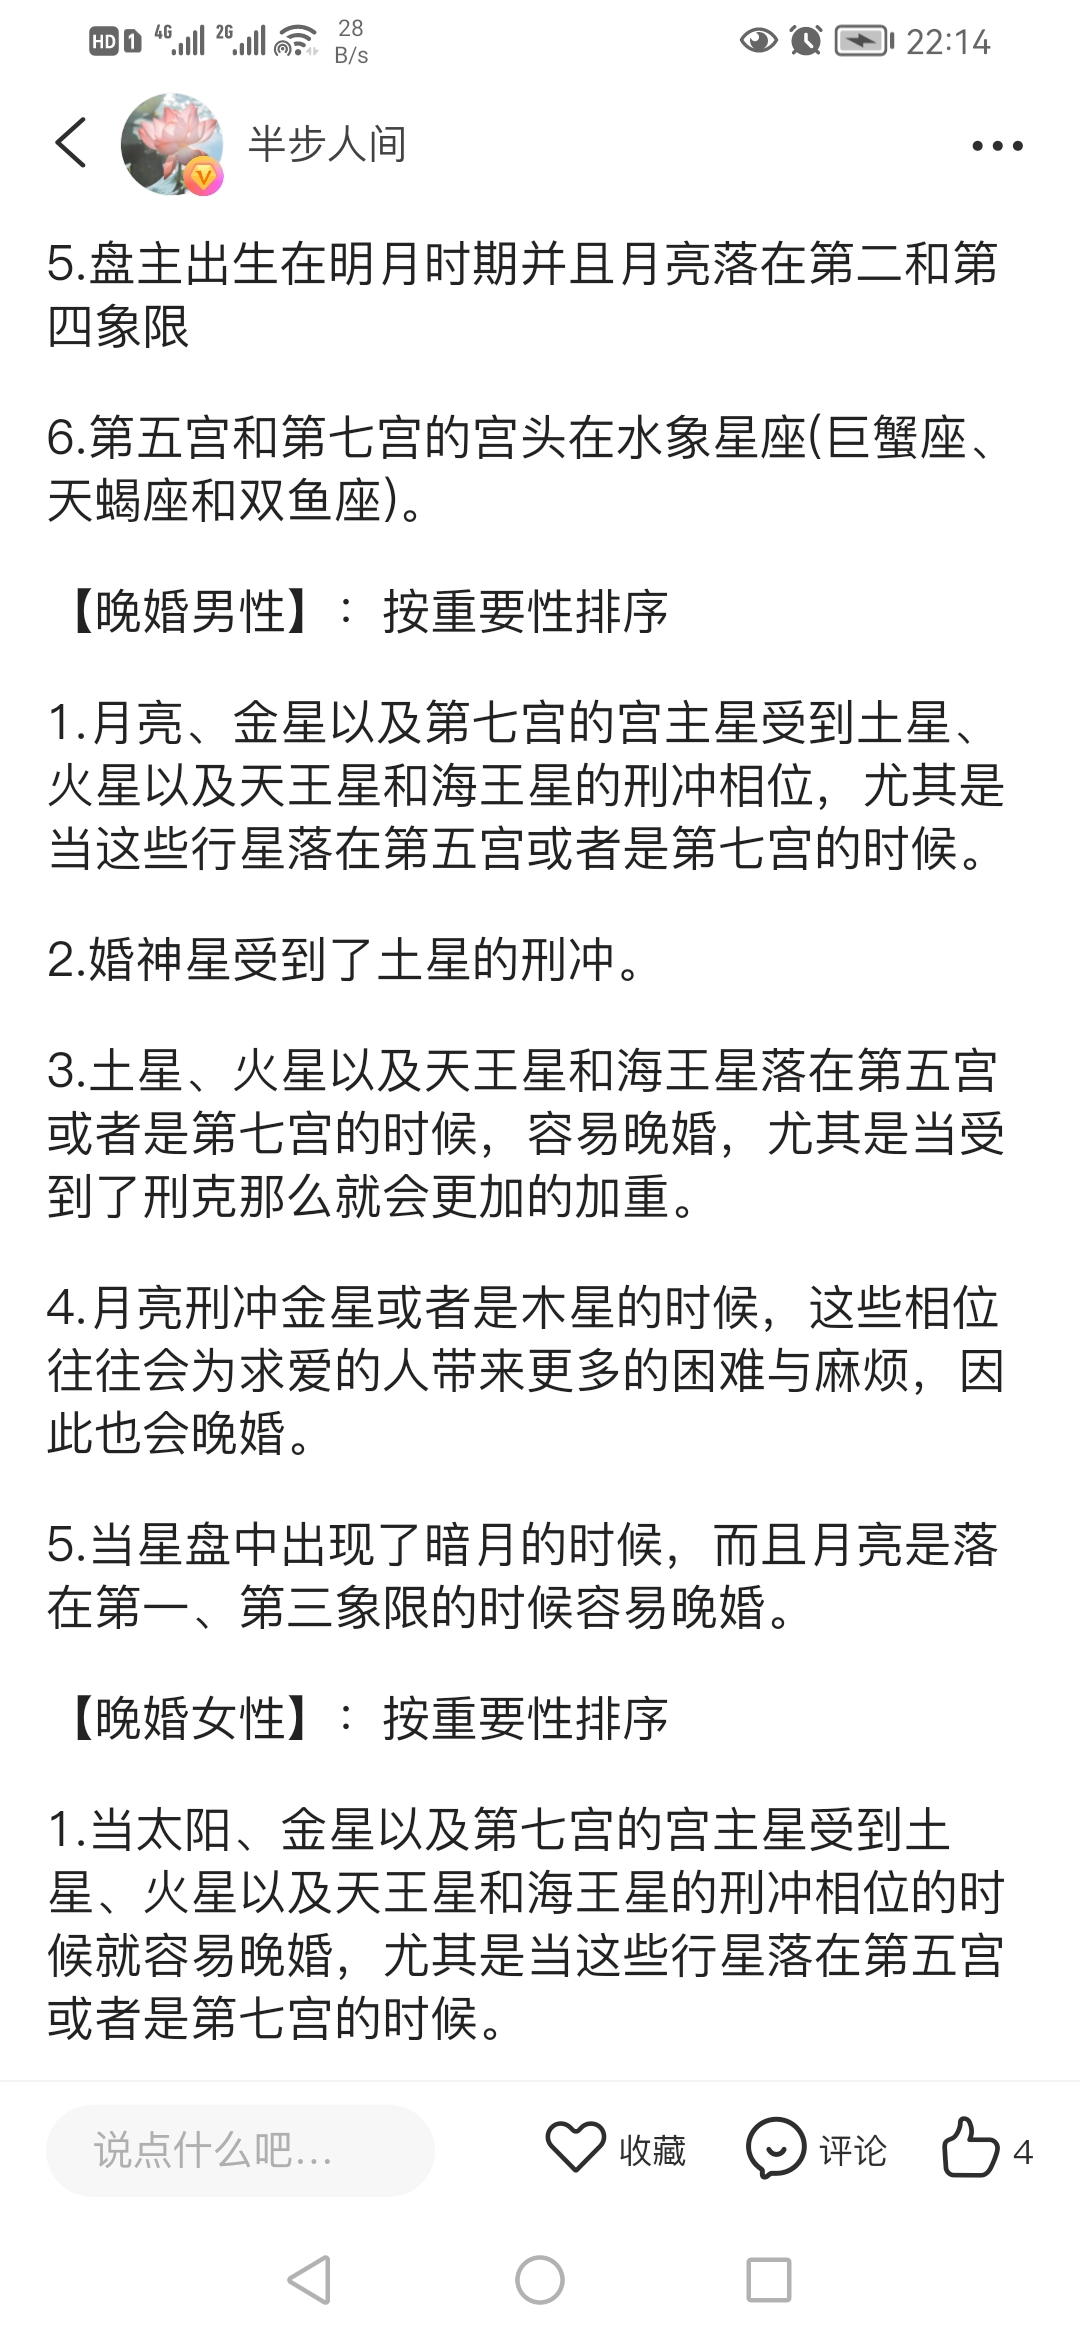 HD 1 4G 2G 28 B/s 22:14
半步人间
5.盘主出生在明月时期并且月亮落在第二和第
四象限
6.第五宫和第七宫的宫头在水象星座(巨蟹座、
天蝎座和双鱼座)。
【晚婚男性】：按重要性排序
1.月亮、金星以及第七宫的宫主星受到土星、
火星以及天王星和海王星的刑冲相位，尤其是
当这些行星落在第五宫或者是第七宫的时候。
2.婚神星受到了土星的刑冲。
3.土星、火星以及天王星和海王星落在第五宫
或者是第七宫的时候，容易晚婚，尤其是当受
到了刑克那么就会更加的加重。
4.月亮刑冲金星或者是木星的时候，这些相位
往往会为求爱的人带来更多的困难与麻烦，因
此也会晚婚。
5.当星盘中出现了暗月的时候，而且月亮是落
在第一、第三象限的时候容易晚婚。
【晚婚女性】：按重要性排序
1.当太阳、金星以及第七宫的宫主星受到土
星、火星以及天王星和海王星的刑冲相位的时
候就容易晚婚，尤其是当这些行星落在第五宫
或者是第七宫的时候。
说点什么吧... 收藏 评论 4